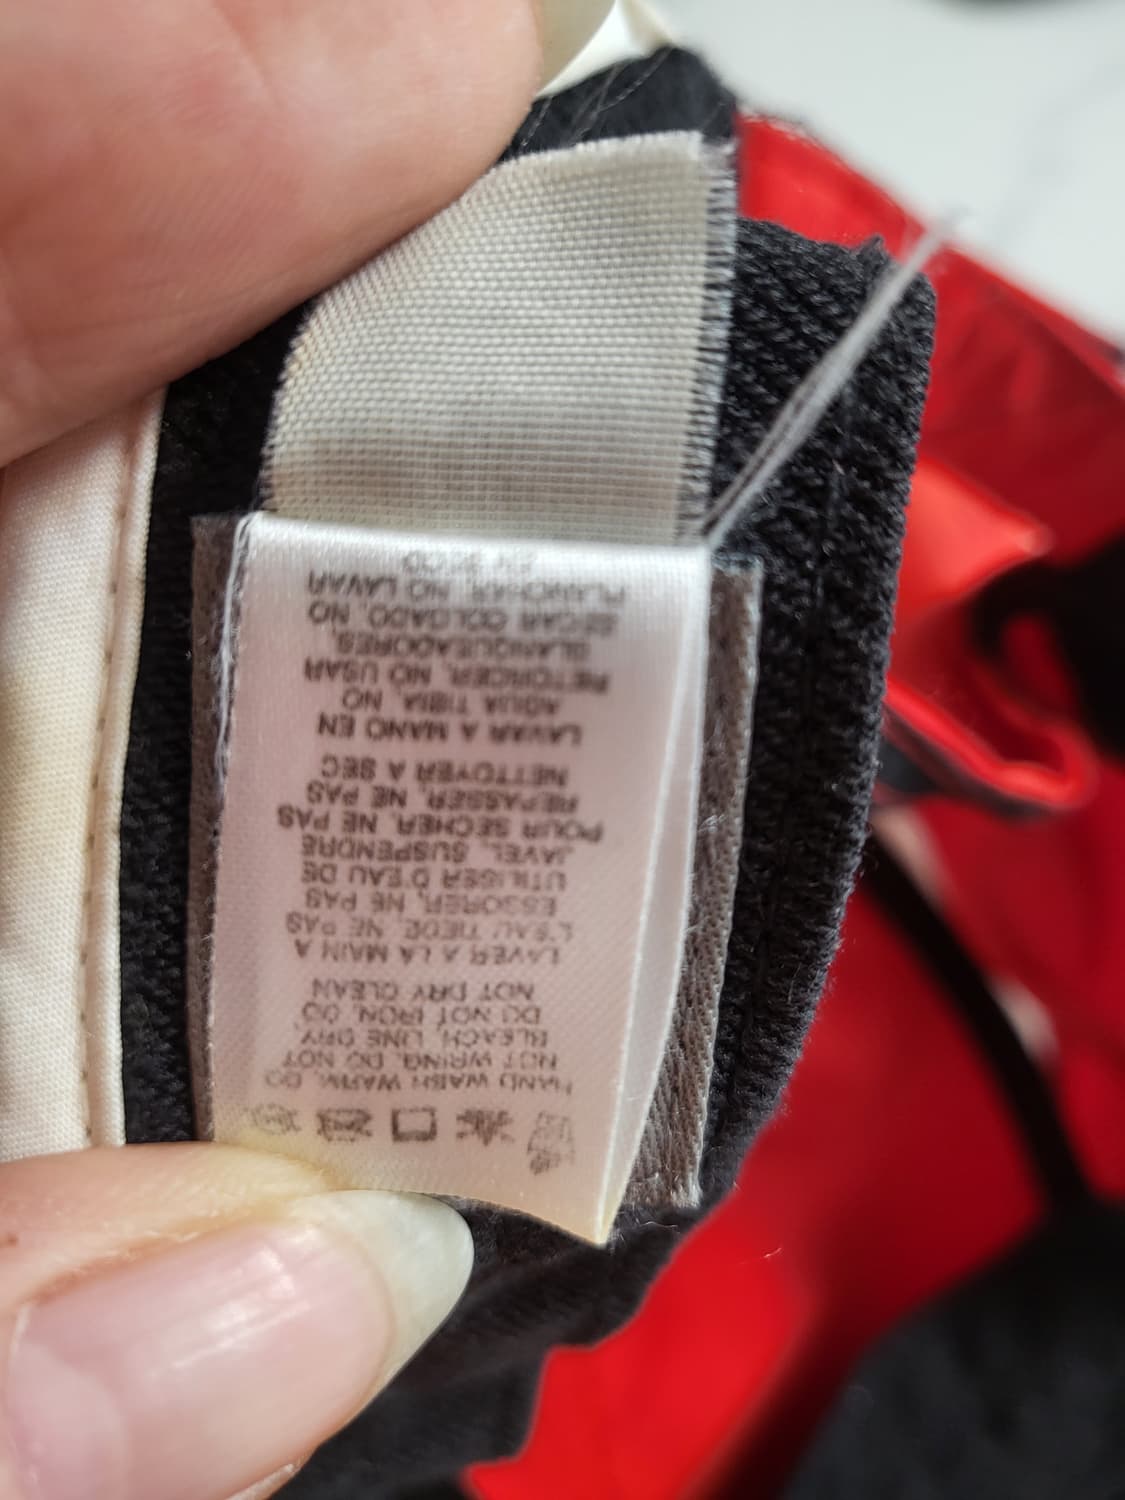 HAND WASH WARM, DO
NOT WRING, DO NOT
BLEACH, LINE DRY,
DO NOT IRON, DO
NOT DRY CLEAN
LAVER A LA MAIN A
L'EAU TIEDE, NE PAS
ESSORER, NE PAS
UTILISER D'EAU DE
JAVEL, SUSPENDRE
POUR SECHER, NE PAS
REPASSER, NE PAS
NETTOYER A SEC
LAVAR A MANO EN
AGUA TIBIA, NO
RETORCER, NO USAR
BLANQUEADORES,
SECAR COLGADO, NO
PLANCHAR, NO LAVAR
EN SECO